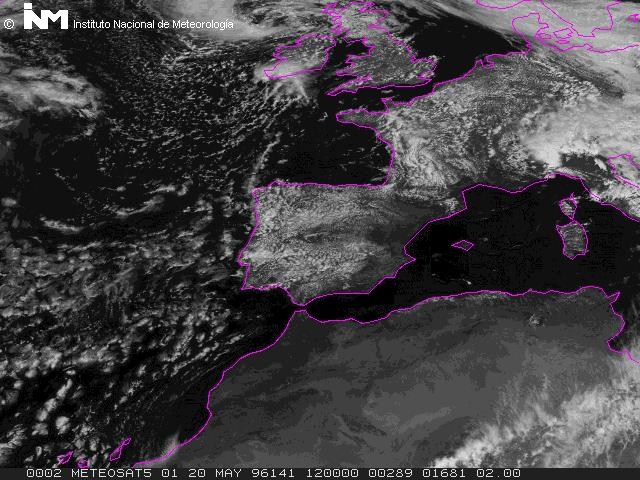 iNM
© Instituto Nacional de Meteorología
0002 METEOSAT5 01 20 MAY 96141 120000 00289 01681 02.00